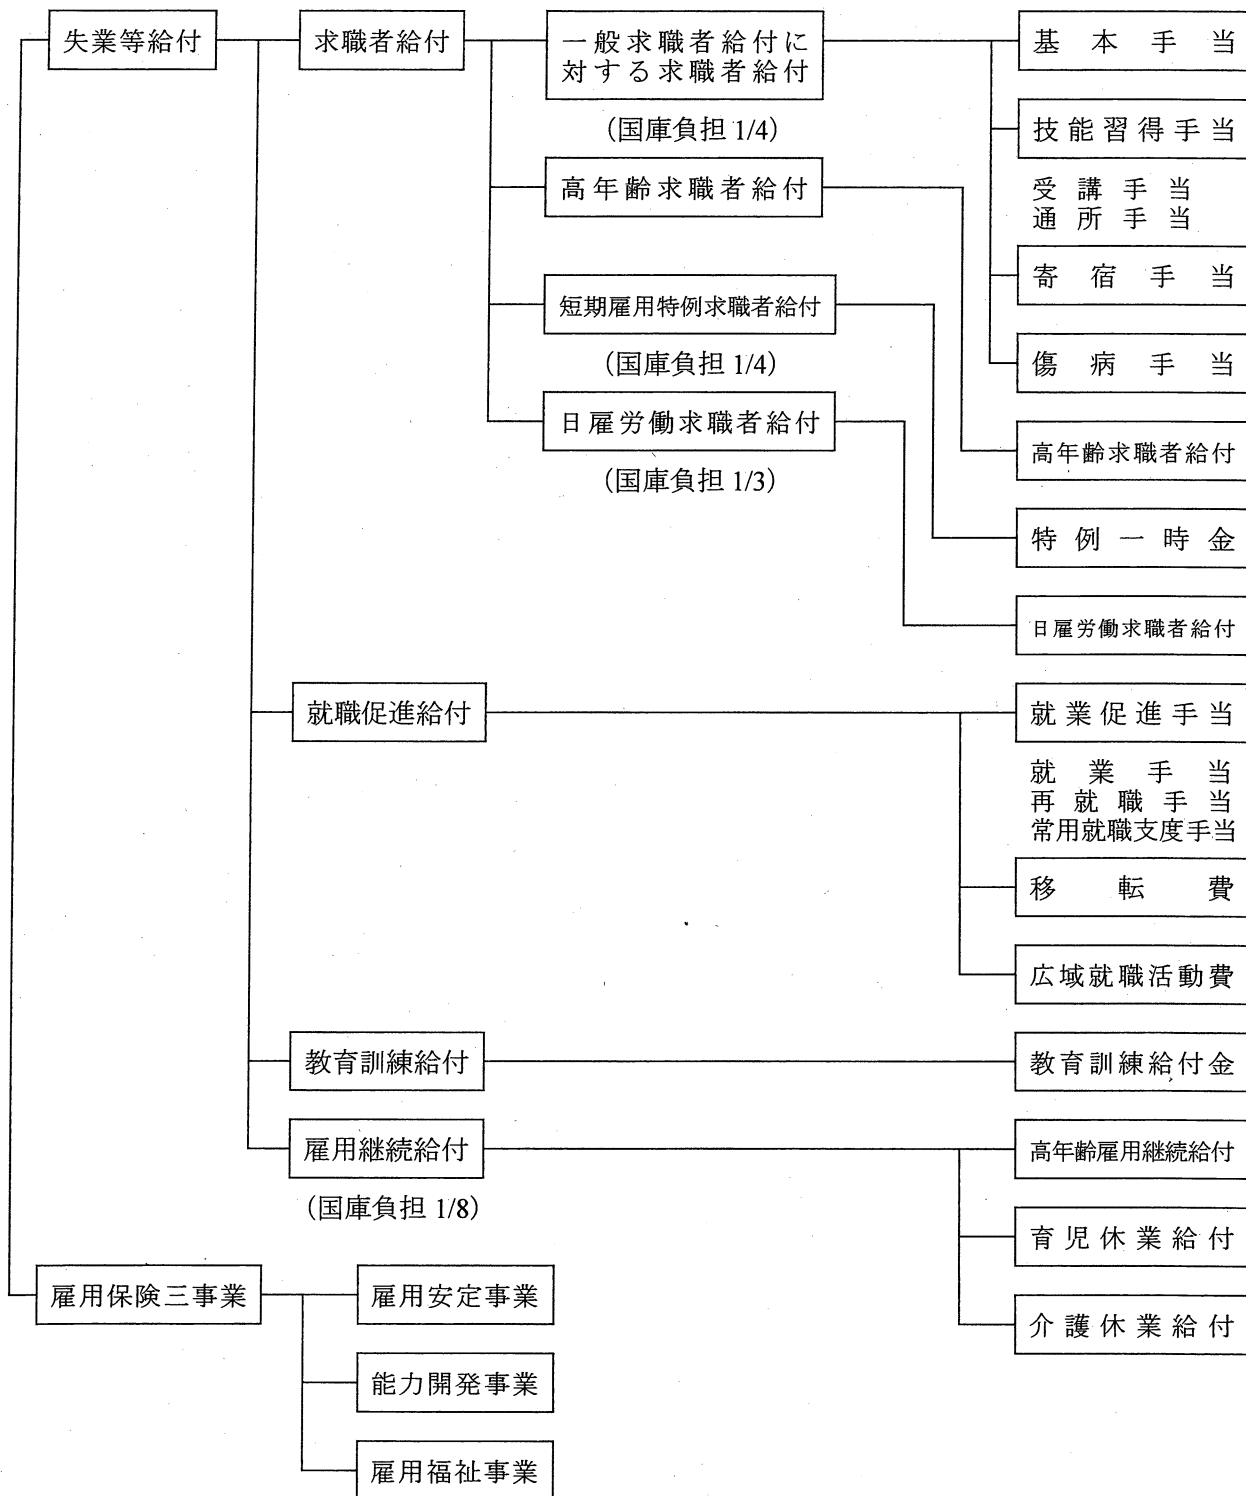 失業等給付
求職者給付
一般求職者給付に
対する求職者給付
(国庫負担 1/4)
高年齢求職者給付
短期雇用特例求職者給付
(国庫負担 1/4)
日雇労働求職者給付
(国庫負担 1/3)
基本手当
技能習得手当
受講手当
通所手当
寄宿手当
傷病手当
高年齢求職者給付
特例一時金
日雇労働求職者給付
就職促進給付
就業促進手当
就業手当
再就職手当
常用就職支度手当
移転費
広域就職活動費
教育訓練給付
教育訓練給付金
雇用継続給付
(国庫負担 1/8)
高年齢雇用継続給付
育児休業給付
介護休業給付
雇用保険三事業
雇用安定事業
能力開発事業
雇用福祉事業